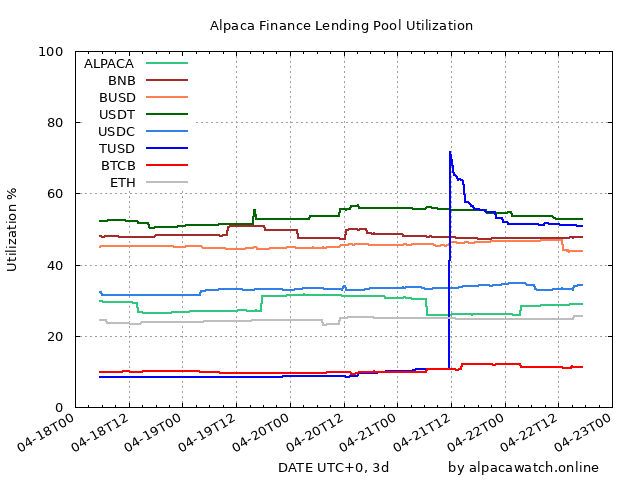 Alpaca Finance Lending Pool Utilization
100
80
60
40
20
0
Utilization %
ALPACA
BNB
BUSD
USDT
USDC
TUSD
BTCB
ETH
04-18T00
04-18T12
04-19T00
04-19T12
04-20T00
04-20T12
04-21T00
04-21T12
04-22T00
04-22T12
04-23T00
DATE UTC+0, 3d
by alpacawatch.online